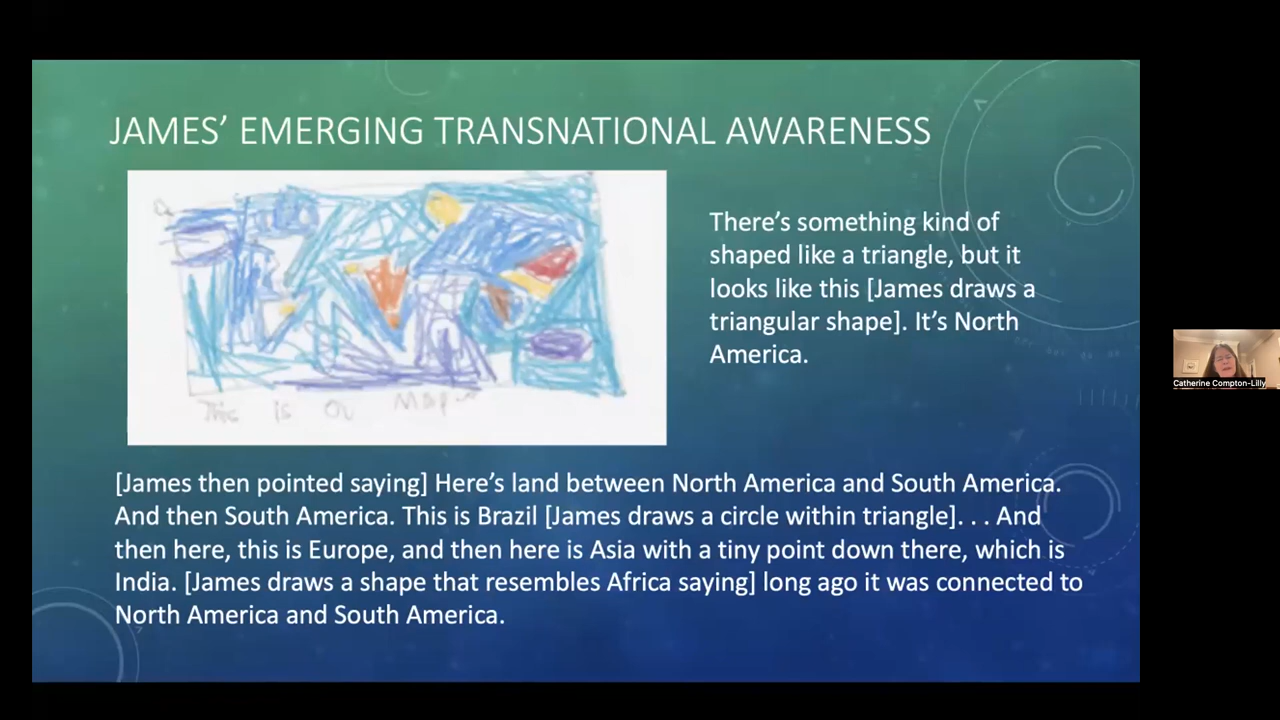 JAMES’ EMERGING TRANSNATIONAL AWARENESS
There’s something kind of
shaped like a triangle, but it
looks like this [James draws a
triangular shape]. It’s North
America.
This is Our Map
[James then pointed saying] Here’s land between North America and South America.
And then South America. This is Brazil [James draws a circle within triangle]. . . And
then here, this is Europe, and then here is Asia with a tiny point down there, which is
India. [James draws a shape that resembles Africa saying] long ago it was connected to
North America and South America.
Catherine Compton-Lilly